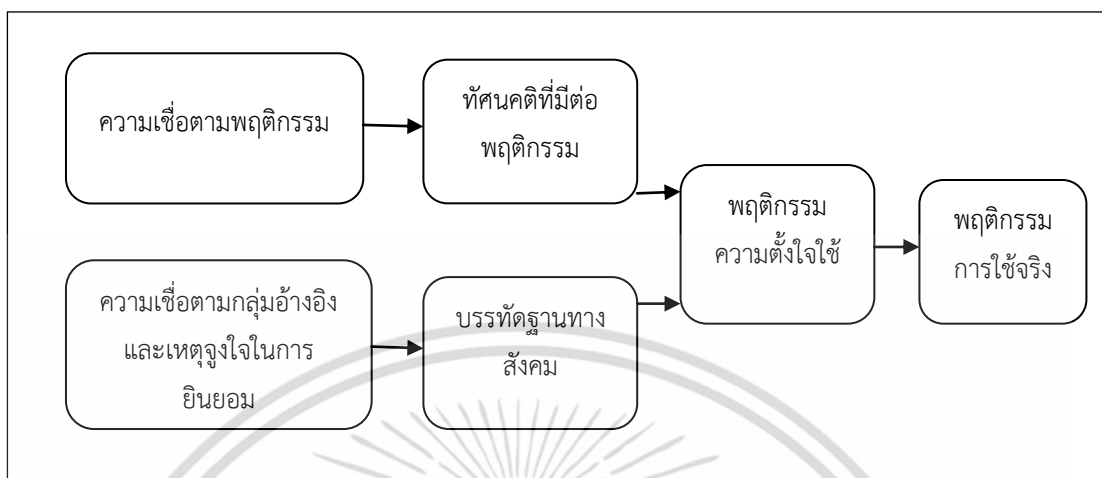 ความเชื่อตามพฤติกรรม
ทัศนคติที่มีต่อ
พฤติกรรม
พฤติกรรม
ความตั้งใจใช้
พฤติกรรม
การใช้จริง
ความเชื่อตามกลุ่มอ้างอิง
และเหตุจูงใจในการ
ยินยอม
บรรทัดฐานทาง
สังคม